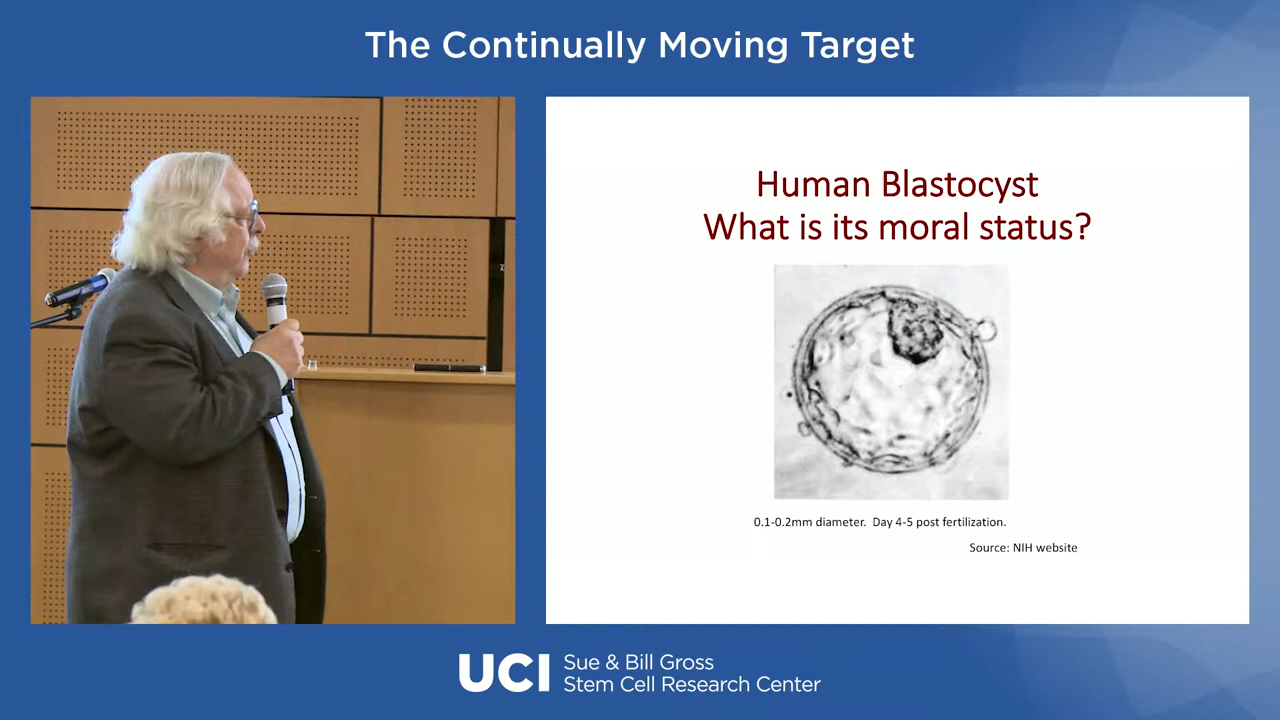 The Continually Moving Target
Human Blastocyst
What is its moral status?
0.1-0.2mm diameter. Day 4-5 post fertilization.
Source: NIH website
UCI
Sue & Bill Gross
Stem Cell Research Center